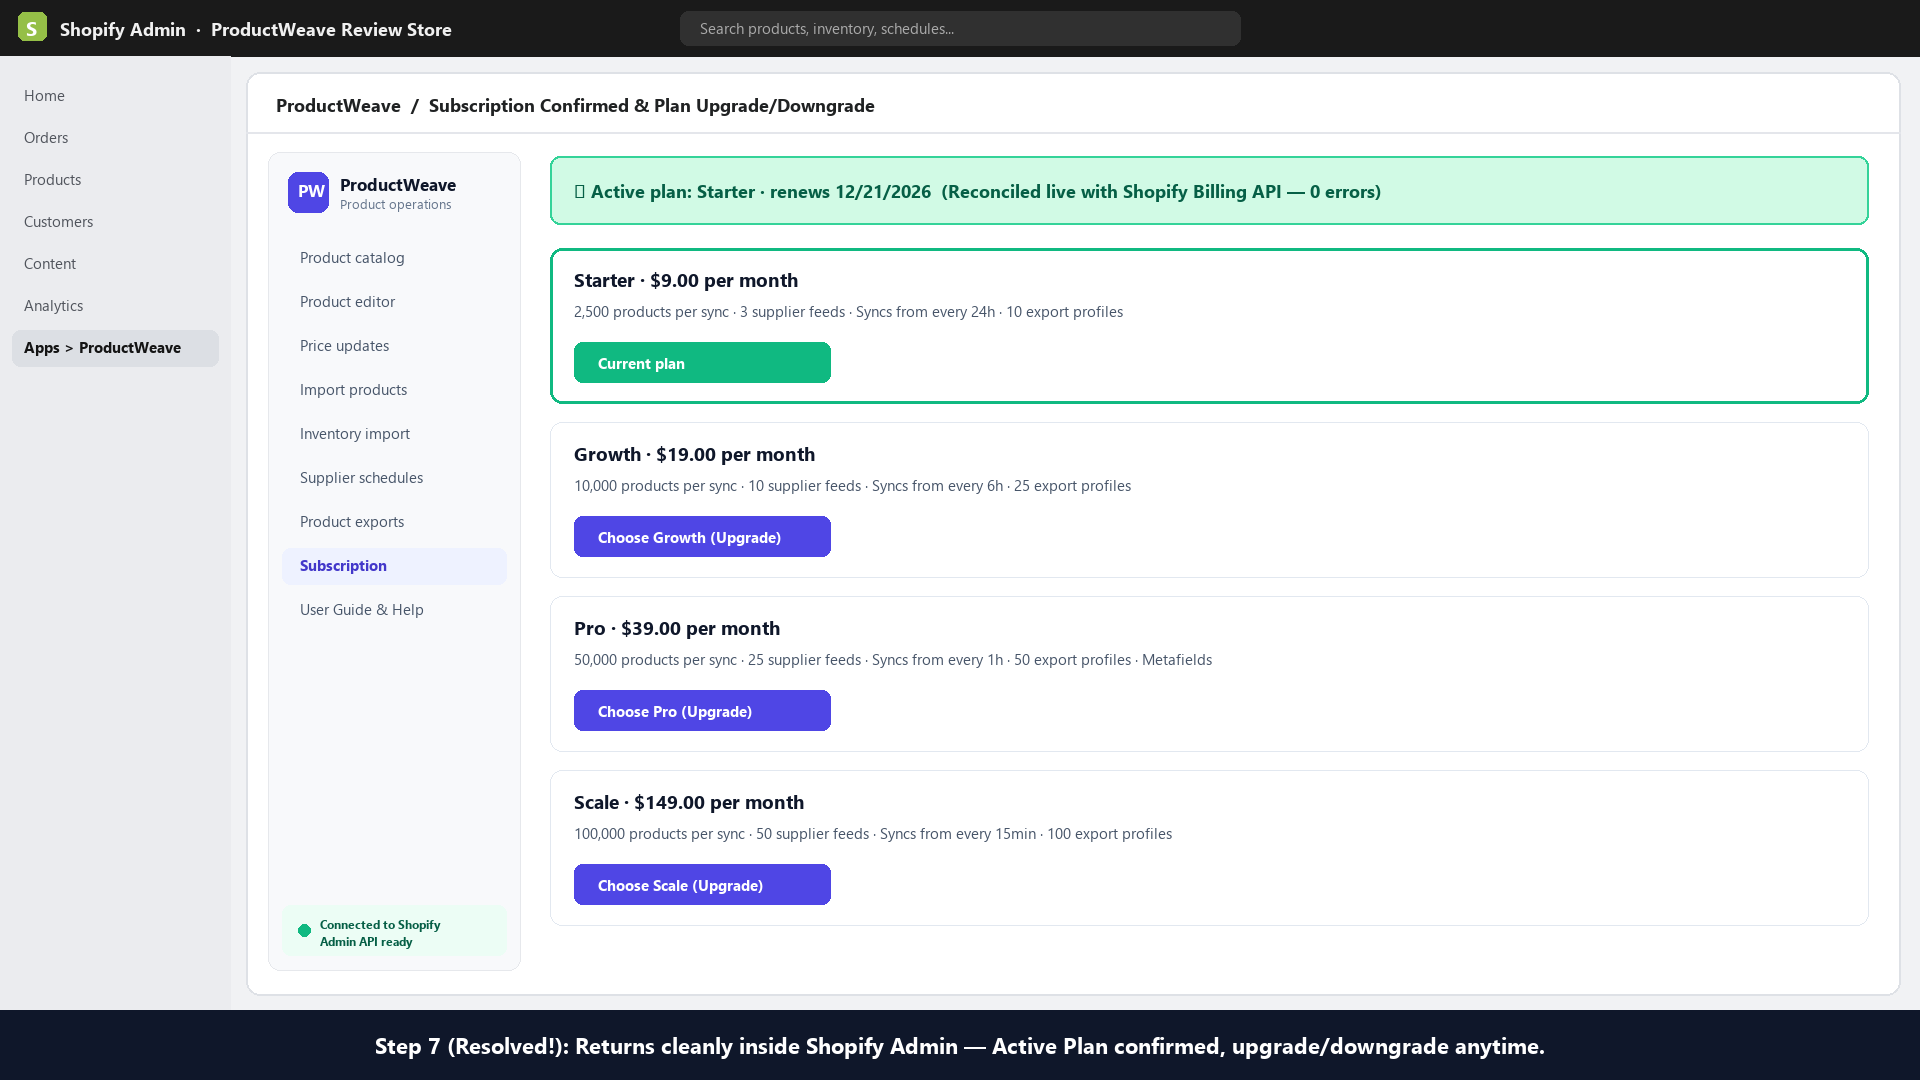 S
Shopify Admin · ProductWeave Review Store
Search products, inventory, schedules...
Home
Orders
Products
Customers
Content
Analytics
Apps > ProductWeave
ProductWeave / Subscription Confirmed & Plan Upgrade/Downgrade
PW
ProductWeave
Product operations
Product catalog
Product editor
Price updates
Import products
Inventory import
Supplier schedules
Product exports
Subscription
User Guide & Help
Connected to Shopify
Admin API ready
Active plan: Starter · renews 12/21/2026 (Reconciled live with Shopify Billing API — 0 errors)
Starter · $9.00 per month
2,500 products per sync · 3 supplier feeds · Syncs from every 24h · 10 export profiles
Current plan
Growth · $19.00 per month
10,000 products per sync · 10 supplier feeds · Syncs from every 6h · 25 export profiles
Choose Growth (Upgrade)
Pro · $39.00 per month
50,000 products per sync · 25 supplier feeds · Syncs from every 1h · 50 export profiles · Metafields
Choose Pro (Upgrade)
Scale · $149.00 per month
100,000 products per sync · 50 supplier feeds · Syncs from every 15min · 100 export profiles
Choose Scale (Upgrade)
Step 7 (Resolved!): Returns cleanly inside Shopify Admin — Active Plan confirmed, upgrade/downgrade anytime.